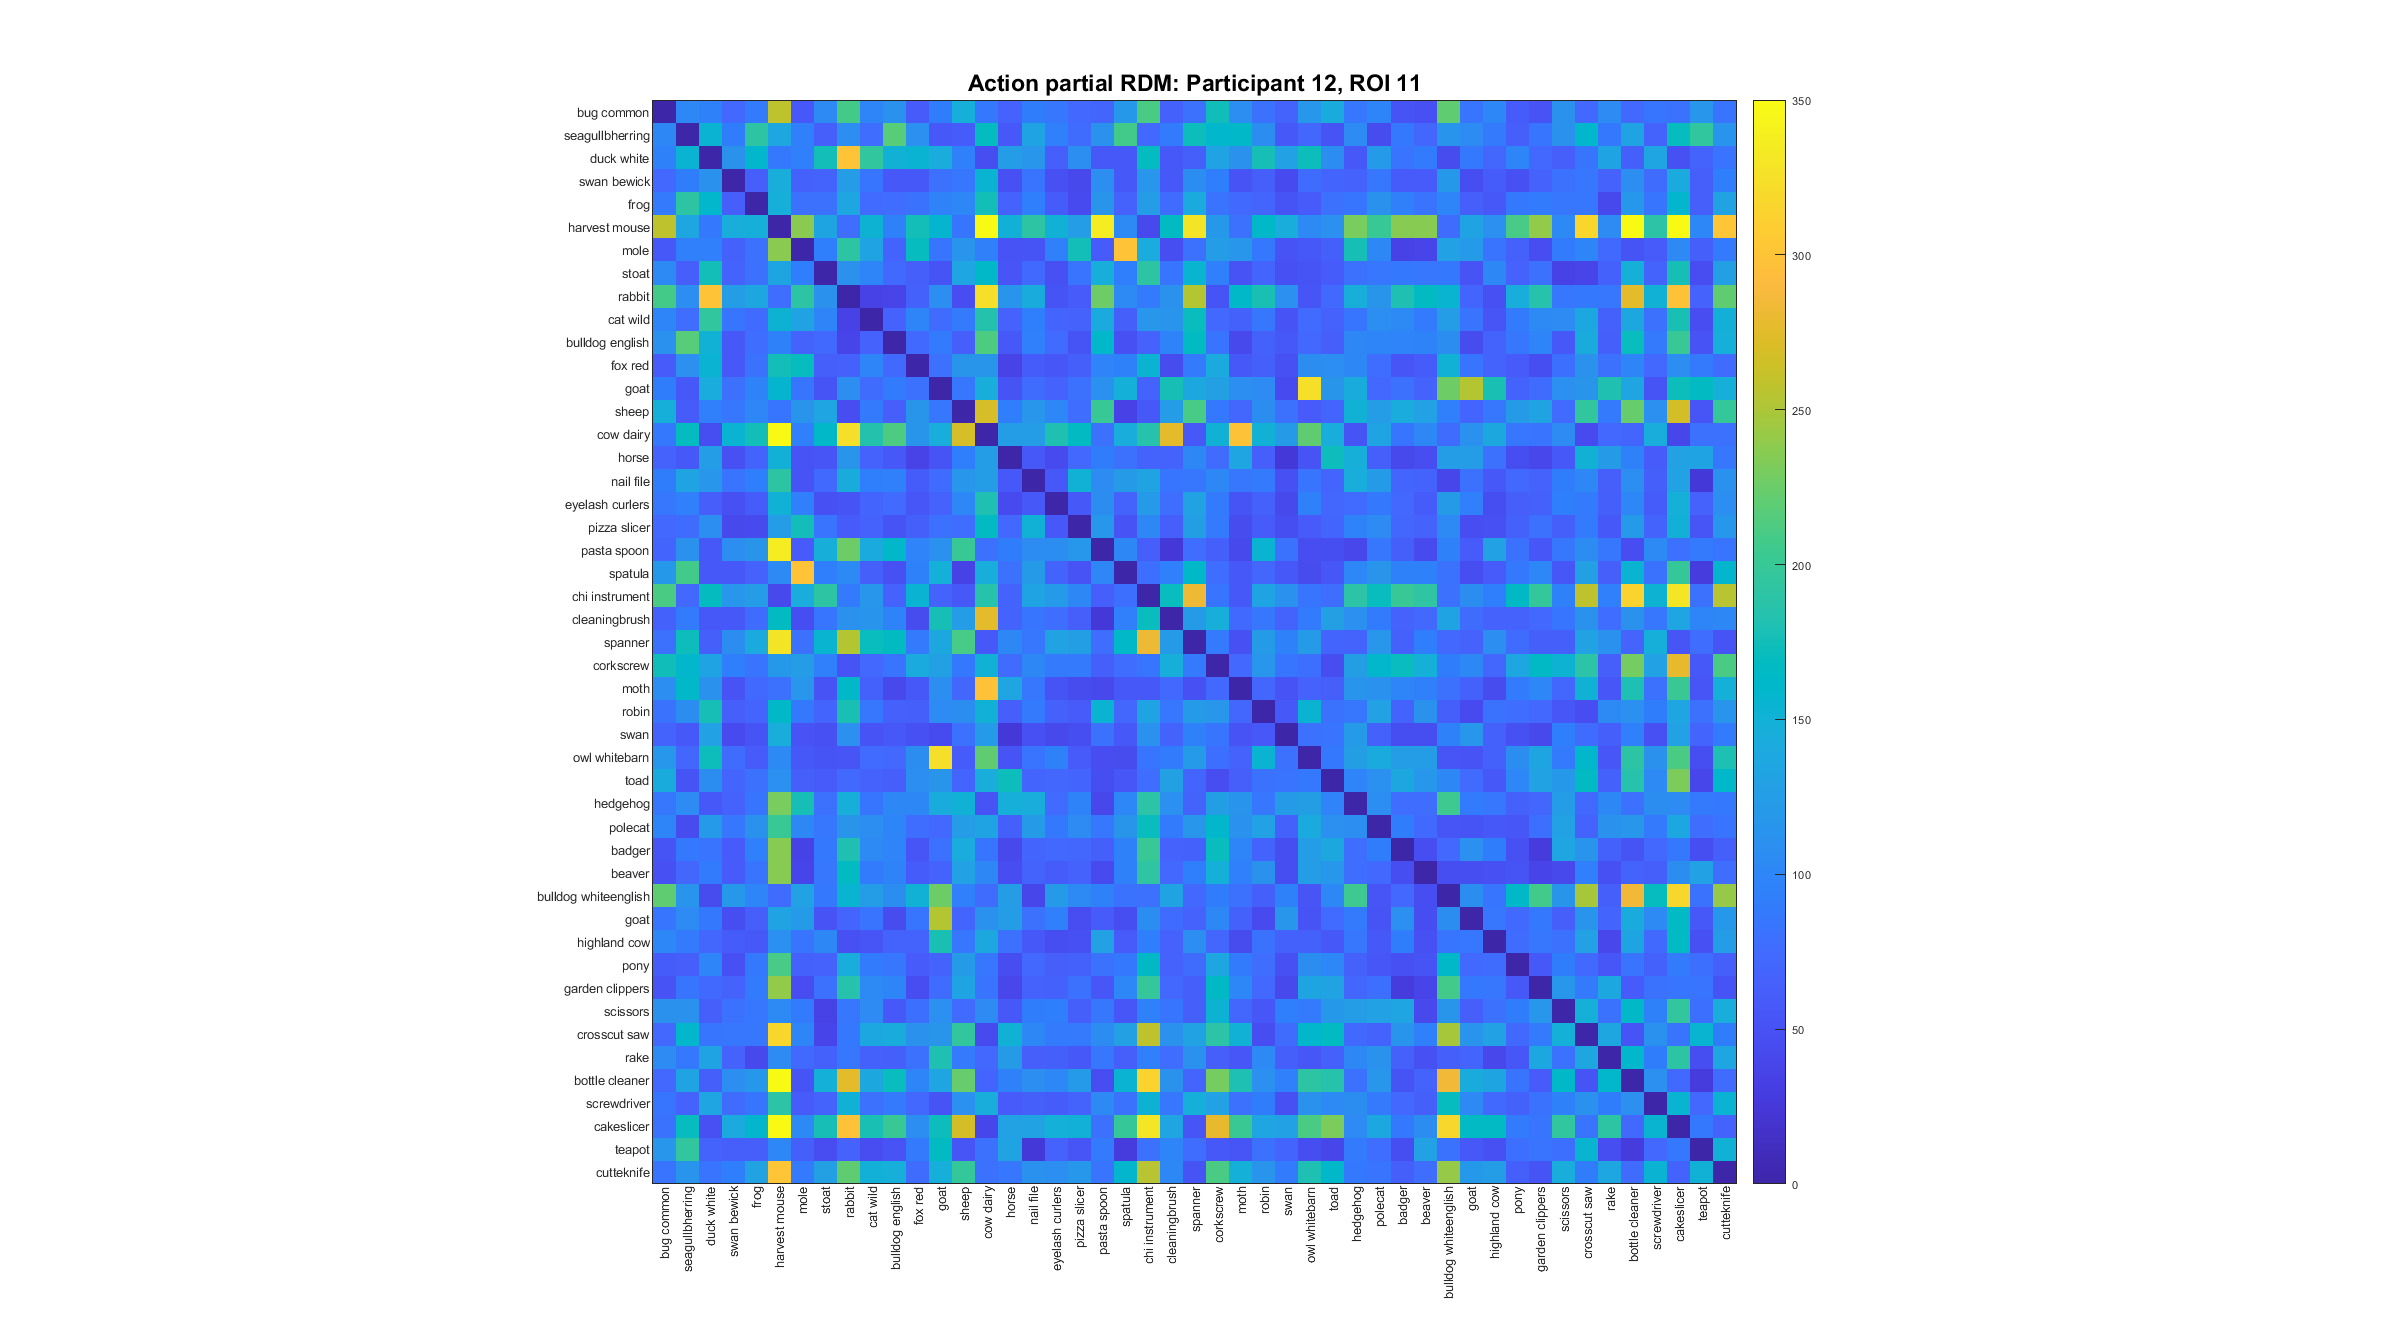 Action partial RDM: Participant 12, ROI 11
bug common
seagullbherring
duck white
swan bewick
frog
harvest mouse
mole
stoat
rabbit
cat wild
bulldog english
fox red
goat
sheep
cow dairy
horse
nail file
eyelash curlers
pizza slicer
pasta spoon
spatula
chi instrument
cleaningbrush
spanner
corkscrew
moth
robin
swan
owl whitebarn
toad
hedgehog
polecat
badger
beaver
bulldog whiteenglish
goat
highland cow
pony
garden clippers
scissors
crosscut saw
rake
bottle cleaner
screwdriver
cakeslicer
teapot
cutteknife
bug common
seagullbherring
duck white
swan bewick
frog
harvest mouse
mole
stoat
rabbit
cat wild
bulldog english
fox red
goat
sheep
cow dairy
horse
nail file
eyelash curlers
pizza slicer
pasta spoon
spatula
chi instrument
cleaningbrush
spanner
corkscrew
moth
robin
swan
owl whitebarn
toad
hedgehog
polecat
badger
beaver
bulldog whiteenglish
goat
highland cow
pony
garden clippers
scissors
crosscut saw
rake
bottle cleaner
screwdriver
cakeslicer
teapot
cutteknife
350
300
250
200
150
100
50
0